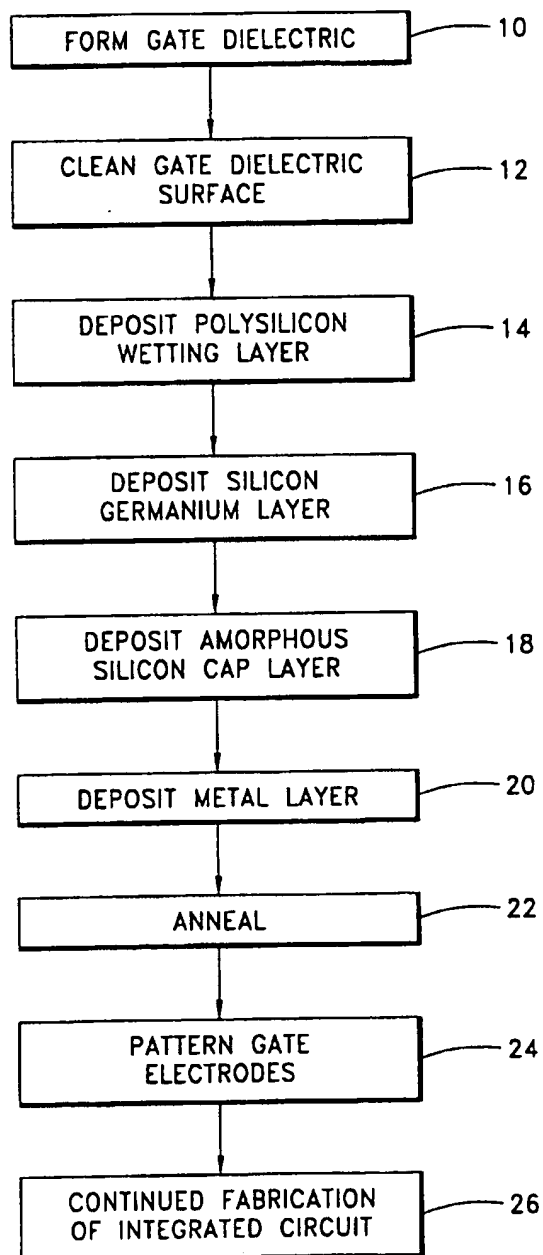 FORM GATE DIELECTRIC
10
CLEAN GATE DIELECTRIC
SURFACE
12
DEPOSIT POLYSILICON
WETTING LAYER
14
DEPOSIT SILICON
GERMANIUM LAYER
16
DEPOSIT AMORPHOUS
SILICON CAP LAYER
18
DEPOSIT METAL LAYER
20
ANNEAL
22
PATTERN GATE
ELECTRODES
24
CONTINUED FABRICATION
OF INTEGRATED CIRCUIT
26